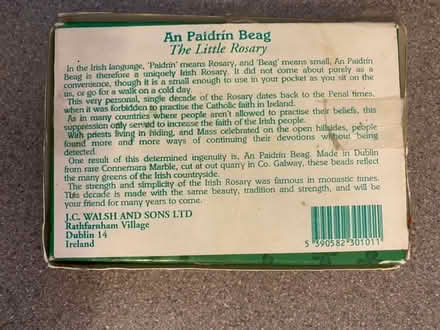 An Paidrín Beag
The Little Rosary
In the Irish language, 'Paidrín' means Rosary, and 'Beag' means small, An Paidrín
Beag is therefore a uniquely Irish Rosary. It did not come about purely as a
convenience, though it is a small enough to use in your pocket as you sit on the
us, or go for a walk on a cold day.
This very personal, single decade of the Rosary dates back to the Penal times,
when it was forbidden to practise the Catholic faith in Ireland.
As in many countries where people aren't allowed to practise their beliefs, this
suppression only served to increase the faith of the Irish people.
With priests living in hiding, and Mass celebrated on the open hillsides, people
found more and more ways of continuing their devotions without being
detected.
One result of this determined ingenuity is, An Paidrín Beag. Made in Dublin
from rare Connemara Marble, cut at out quarry in Co. Galway, these beads reflect
the many greens of the Irish countryside.
The strength and simplicity of the Irish Rosary was famous in monastic times.
This decade is made with the same beauty, tradition and strength, and will be
your friend for many years to come.
J.C. WALSH AND SONS LTD
Rathfarnham Village
Dublin 14
Ireland
5 390582 301011